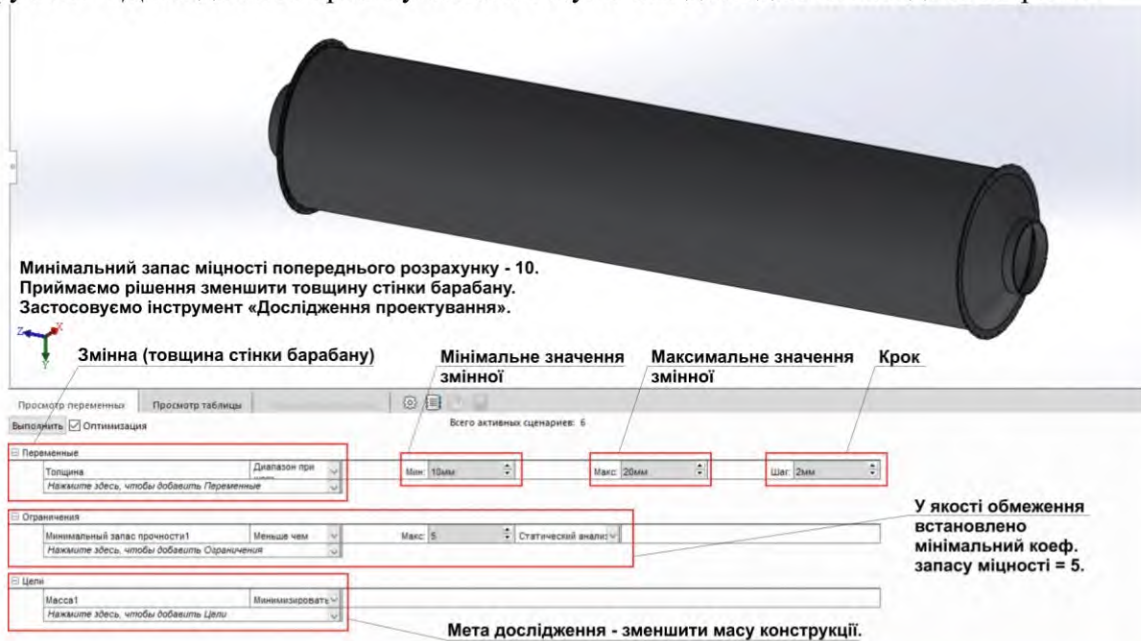 Минімальний запас міцності попереднього розрахунку - 10.
Приймаємо рішення зменшити товщину стінки барабану.
Застосовуємо інструмент «Дослідження проектування».
Z X
Y
Змінна (товщина стінки барабану)
Мінімальне значення
змінної
Максимальне значення
змінної
Крок
Просмотр переменных Просмотр таблицы
Выполнить Оптимизация Всего активных сценариев: 6
Переменные
Толщина Диапазон при Мин: 10мм Макс: 20мм Шаг: 2мм
Нажмите здесь, чтобы добавить Переменные
Ограничения
Минимальный запас прочности1 Меньше чем Макс: 5 Статический анализ
Нажмите здесь, чтобы добавить Ограничения
У якості обмеження
встановлено
мінімальний коеф.
запасу міцності = 5.
Цели
Масса1 Минимизировать
Нажмите здесь, чтобы добавить Цели
Мета дослідження - зменшити масу конструкції.